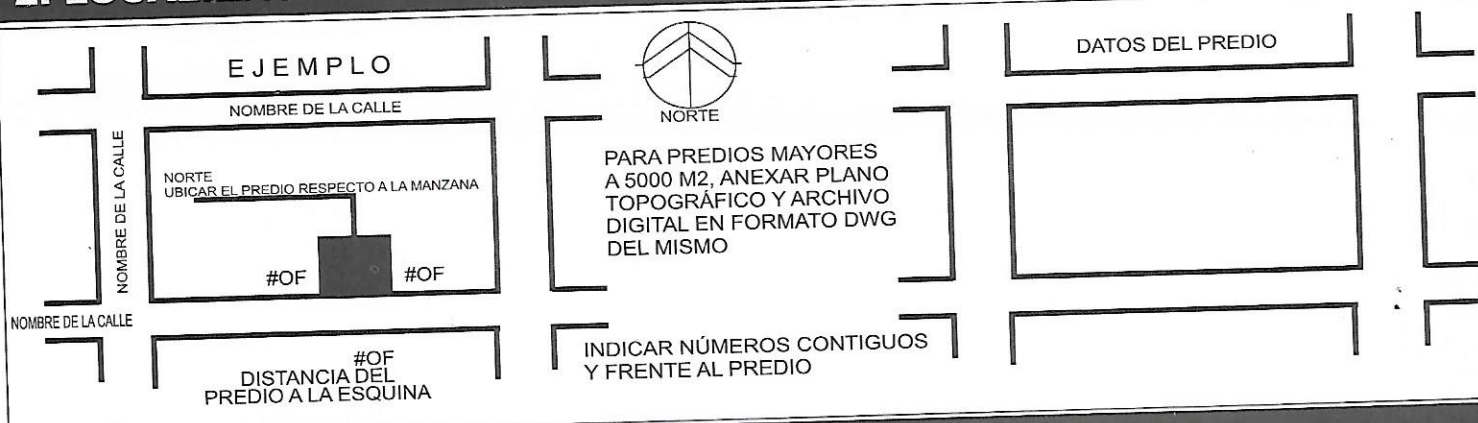 EJEMPLO
NOMBRE DE LA CALLE
NOMBRE DE LA CALLE
NORTE
UBICAR EL PREDIO RESPECTO A LA MANZANA
#OF
#OF
NOMBRE DE LA CALLE
#OF
DISTANCIA DEL
PREDIO A LA ESQUINA
NORTE
PARA PREDIOS MAYORES
A 5000 M2, ANEXAR PLANO
TOPOGRÁFICO Y ARCHIVO
DIGITAL EN FORMATO DWG
DEL MISMO
INDICAR NÚMEROS CONTIGUOS
Y FRENTE AL PREDIO
DATOS DEL PREDIO